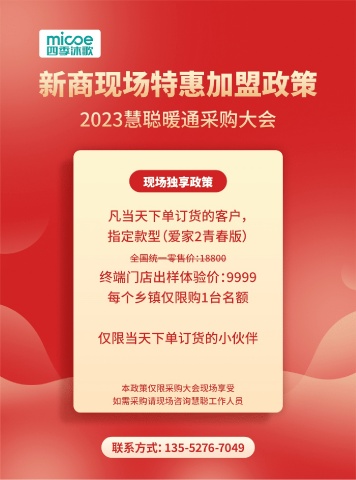 micoe
四季沐歌
新商现场特惠加盟政策
2023慧聪暖通采购大会
现场独享政策
凡当天下单订货的客户，
指定款型（爱家2青春版）
全国统一零售价：18800
终端门店出样体验价：9999
每个乡镇仅限购1台名额
仅限当天下单订货的小伙伴
本政策仅限采购大会现场享受
如需采购请现场咨询慧聪工作人员
联系方式：135-5276-7049